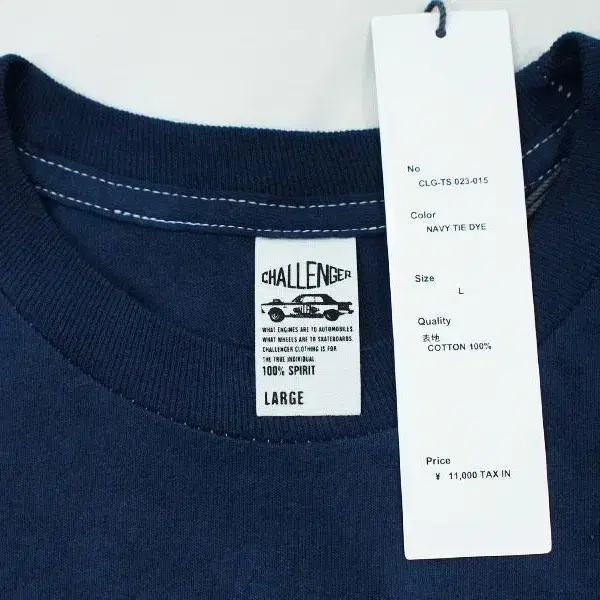 CHALLENGER
WHAT ENGINES ARE TO AUTOMOBILES.
WHAT WHEELS ARE TO SKATEBOARDS.
CHALLENGER CLOTHING IS FOR
THE TRUE INDIVIDUAL
100% SPIRIT
LARGE
No
CLG-TS 023-015
Color
NAVY TIE DYE
Size
L
Quality
表地
COTTON 100%
Price
¥ 11,000 TAX IN